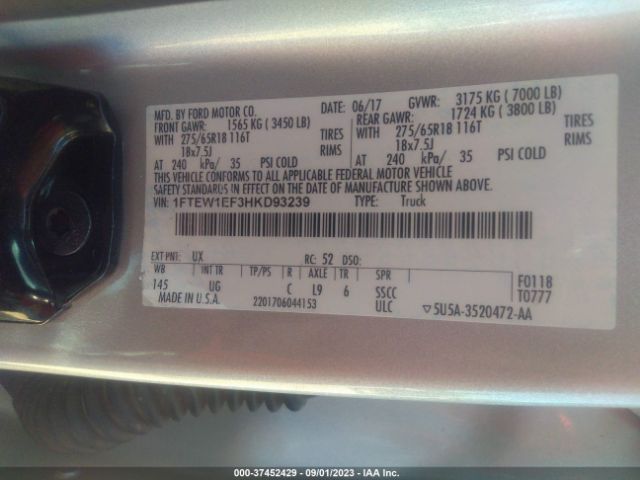 MFD. BY FORD MOTOR CO. DATE: 06/17 GVWR: 3175 KG ( 7000 LB)
FRONT GAWR: 1565 KG ( 3450 LB) REAR GAWR: 1724 KG ( 3800 LB)
WITH 275/65R18 116T TIRES WITH 275/65R18 116T TIRES
18x7.5J RIMS 18x7.5J RIMS
AT 240 kPa/ 35 PSI COLD AT 240 kPa/ 35 PSI COLD
THIS VEHICLE CONFORMS TO ALL APPLICABLE FEDERAL MOTOR VEHICLE
SAFETY STANDARDS IN EFFECT ON THE DATE OF MANUFACTURE SHOWN ABOVE.
VIN: 1FTEW1EF3HKD93239 TYPE: Truck
EXT PNT: UX RC: 52 DSO:
WB INT TR TP/PS R AXLE TR SPR F0118
145 UG C L9 6 SSCC T0777
MADE IN U.S.A. 2201706044153 ULC ▽5U5A-3520472-AA
000-37452429 - 09/01/2023 - IAA Inc.